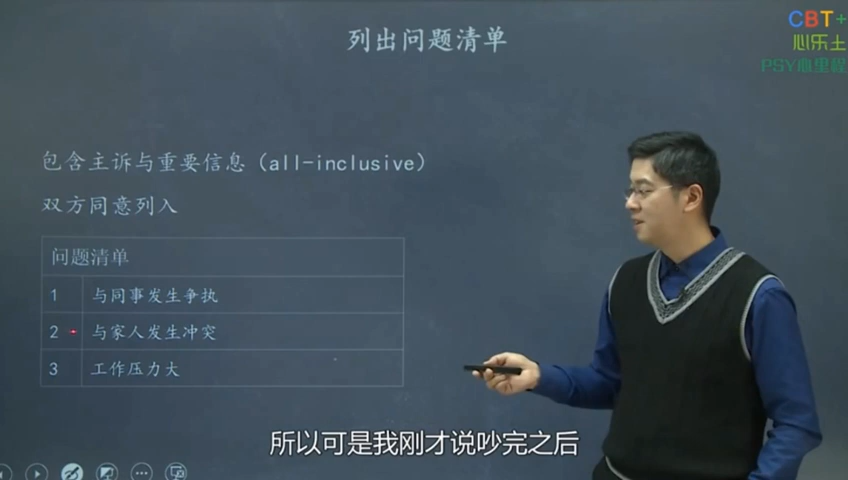 列出问题清单
CBT+
心乐土
PSY心里程
包含主诉与重要信息（all-inclusive）
双方同意列入
问题清单
1 与同事发生争执
2 与家人发生冲突
3 工作压力大
所以可是我刚才说吵完之后